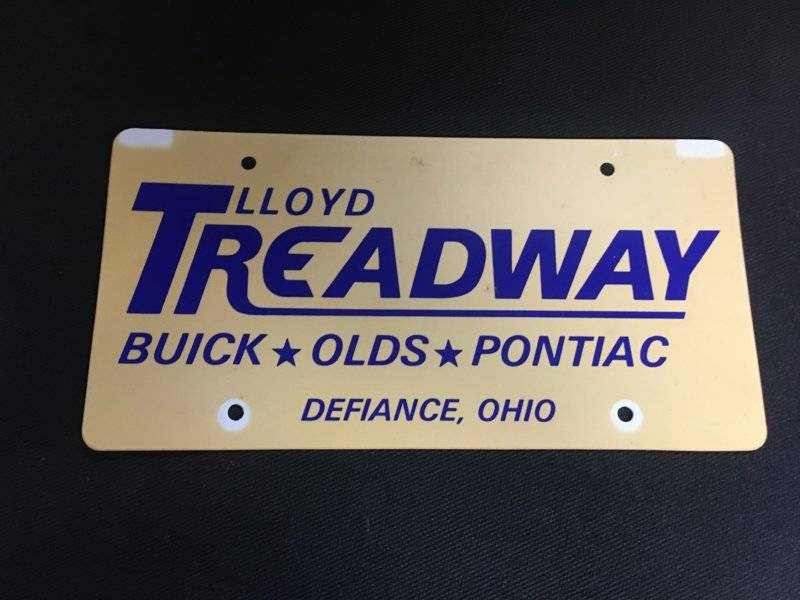 LLOYD
TREADWAY
BUICK ★ OLDS ★ PONTIAC
DEFIANCE, OHIO